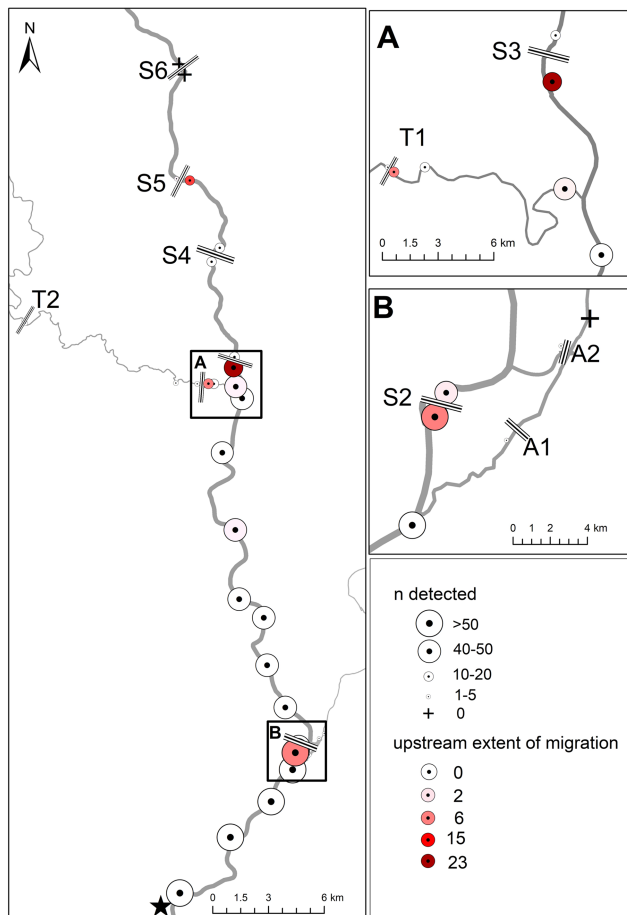 N
S6
S5
S4
T2
A
B
0 1.5 3 6 km
A
S3
T1
0 1.5 3 6 km
B
S2
A2
A1
0 1 2 4 km
n detected
>50
40-50
10-20
1-5
0
upstream extent of migration
0
2
6
15
23